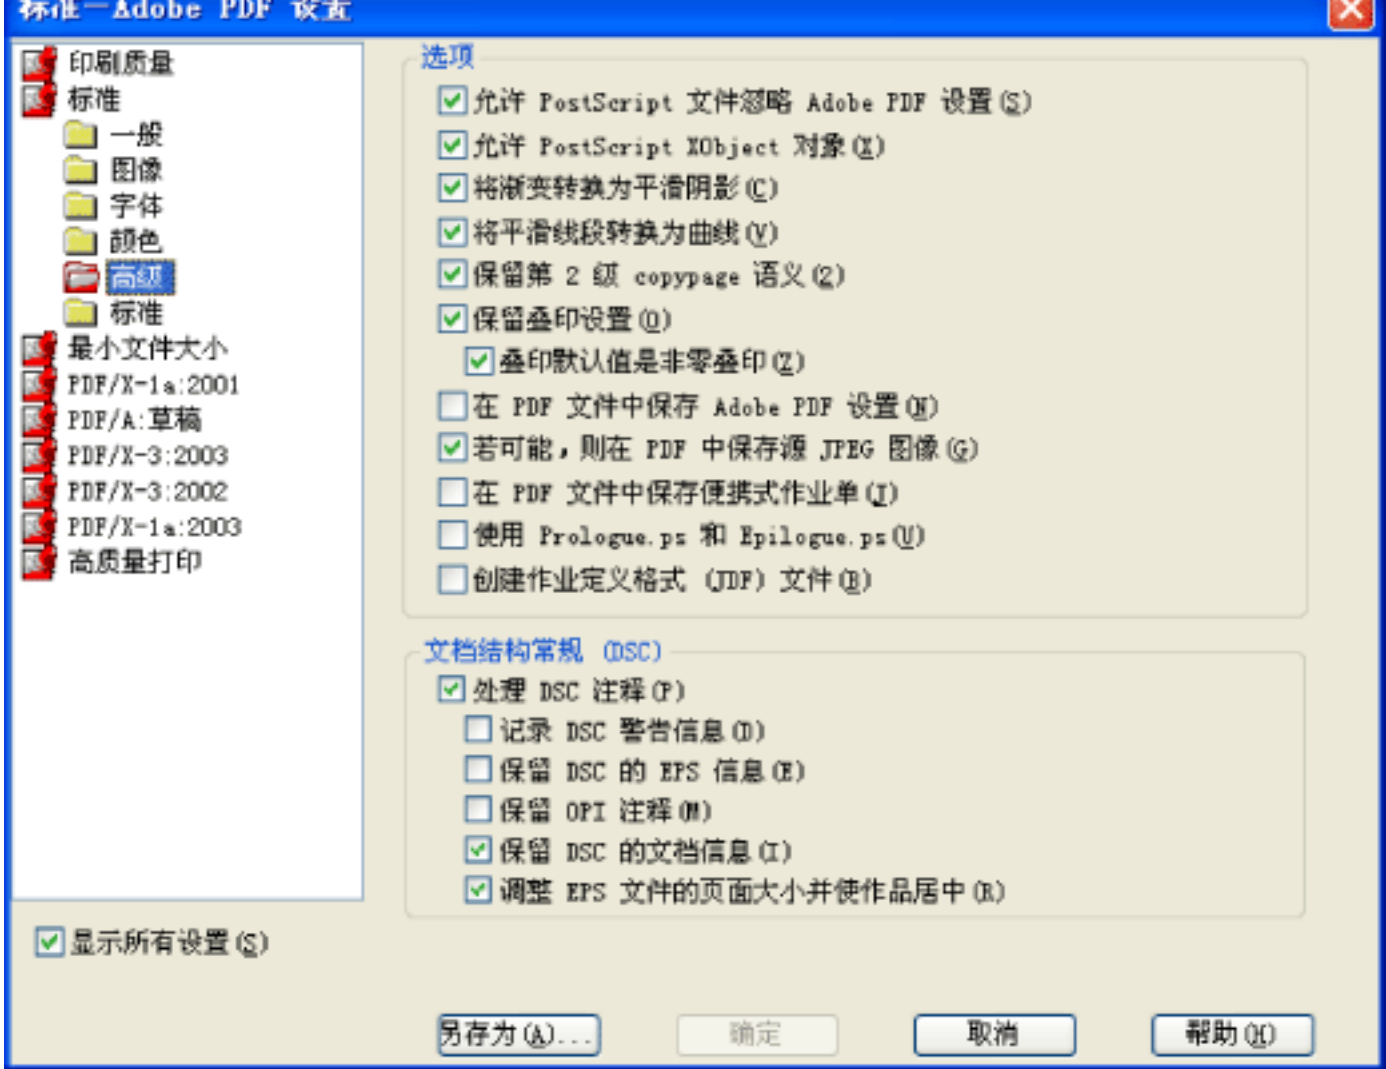 标准－Adobe PDF 设置
印刷质量
标准
一般
图像
字体
颜色
高级
标准
最小文件大小
PDF/X-1a:2001
PDF/A:草稿
PDF/X-3:2003
PDF/X-3:2002
PDF/X-1a:2003
高质量打印
显示所有设置(S)
选项
允许 PostScript 文件忽略 Adobe PDF 设置(S)
允许 PostScript XObject 对象(X)
将渐变转换为平滑阴影(C)
将平滑线段转换为曲线(V)
保留第 2 级 copypage 语义(2)
保留叠印设置(O)
叠印默认值是非零叠印(Z)
在 PDF 文件中保存 Adobe PDF 设置(N)
若可能，则在 PDF 中保存源 JPEG 图像(G)
在 PDF 文件中保存便携式作业单(J)
使用 Prologue.ps 和 Epilogue.ps(U)
创建作业定义格式 (JDF) 文件(B)
文档结构常规 (DSC)
处理 DSC 注释(P)
记录 DSC 警告信息(D)
保留 DSC 的 EPS 信息(E)
保留 OPI 注释(M)
保留 DSC 的文档信息(I)
调整 EPS 文件的页面大小并使作品居中(R)
另存为(A)...
确定
取消
帮助(H)